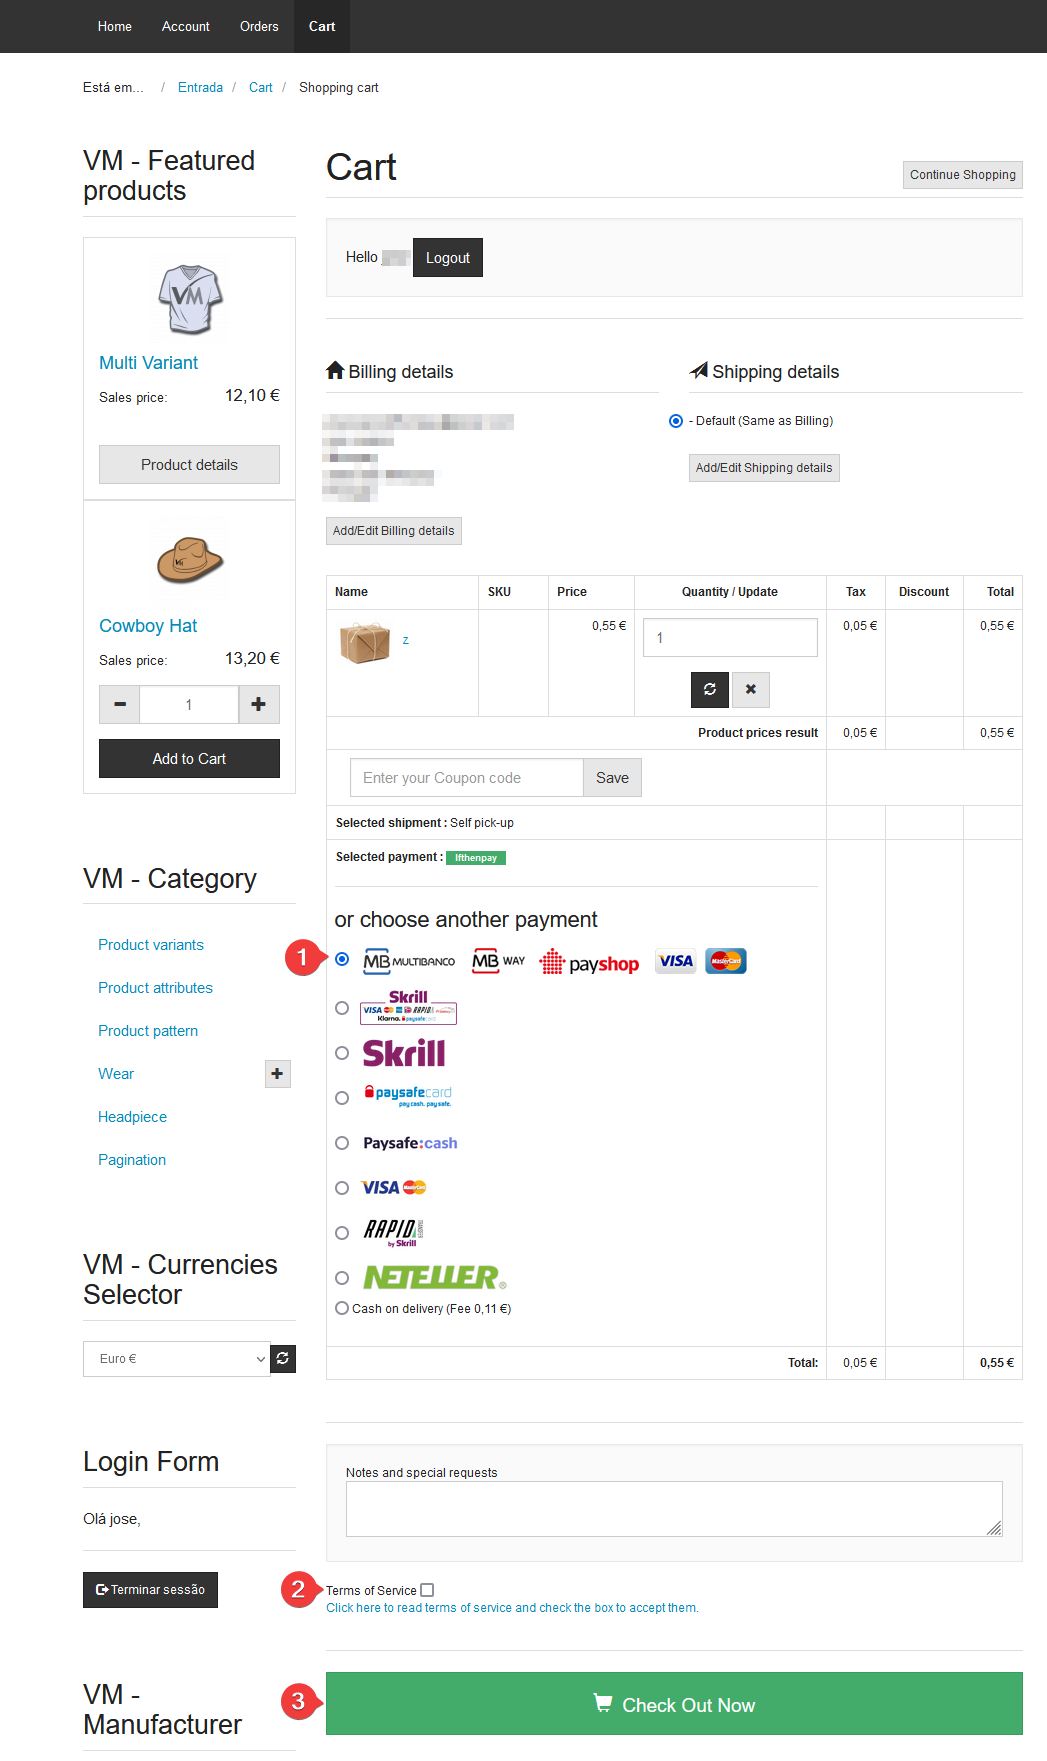 Home Account Orders Cart
Está em... / Entrada / Cart / Shopping cart
VM - Featured
products
VM
Multi Variant
Sales price: 12,10 €
Product details
Cowboy Hat
Sales price: 13,20 €
1
Add to Cart
VM - Category
Product variants
Product attributes
Product pattern
Wear
Headpiece
Pagination
VM - Currencies
Selector
Euro €
Login Form
Olá jose,
Terminar sessão
VM -
Manufacturer
Cart
Continue Shopping
Hello
Logout
Billing details
Add/Edit Billing details
Shipping details
- Default (Same as Billing)
Add/Edit Shipping details
Name SKU Price Quantity / Update Tax Discount Total
z 0,55 € 1 0,05 € 0,55 €
Product prices result 0,05 € 0,55 €
Enter your Coupon code Save
Selected shipment : Self pick-up
Selected payment : Ifthenpay
or choose another payment
1
MB MULTIBANCO MB WAY payshop VISA MasterCard
Skrill
VISA RAPID
Klarna. paysafecard
Skrill
paysafecard
pay cash. pay safe.
Paysafe:cash
VISA MasterCard
RAPID
by Skrill
NETELLER®
Cash on delivery (Fee 0,11 €)
Total: 0,05 € 0,55 €
Notes and special requests
2
Terms of Service
Click here to read terms of service and check the box to accept them.
3
Check Out Now